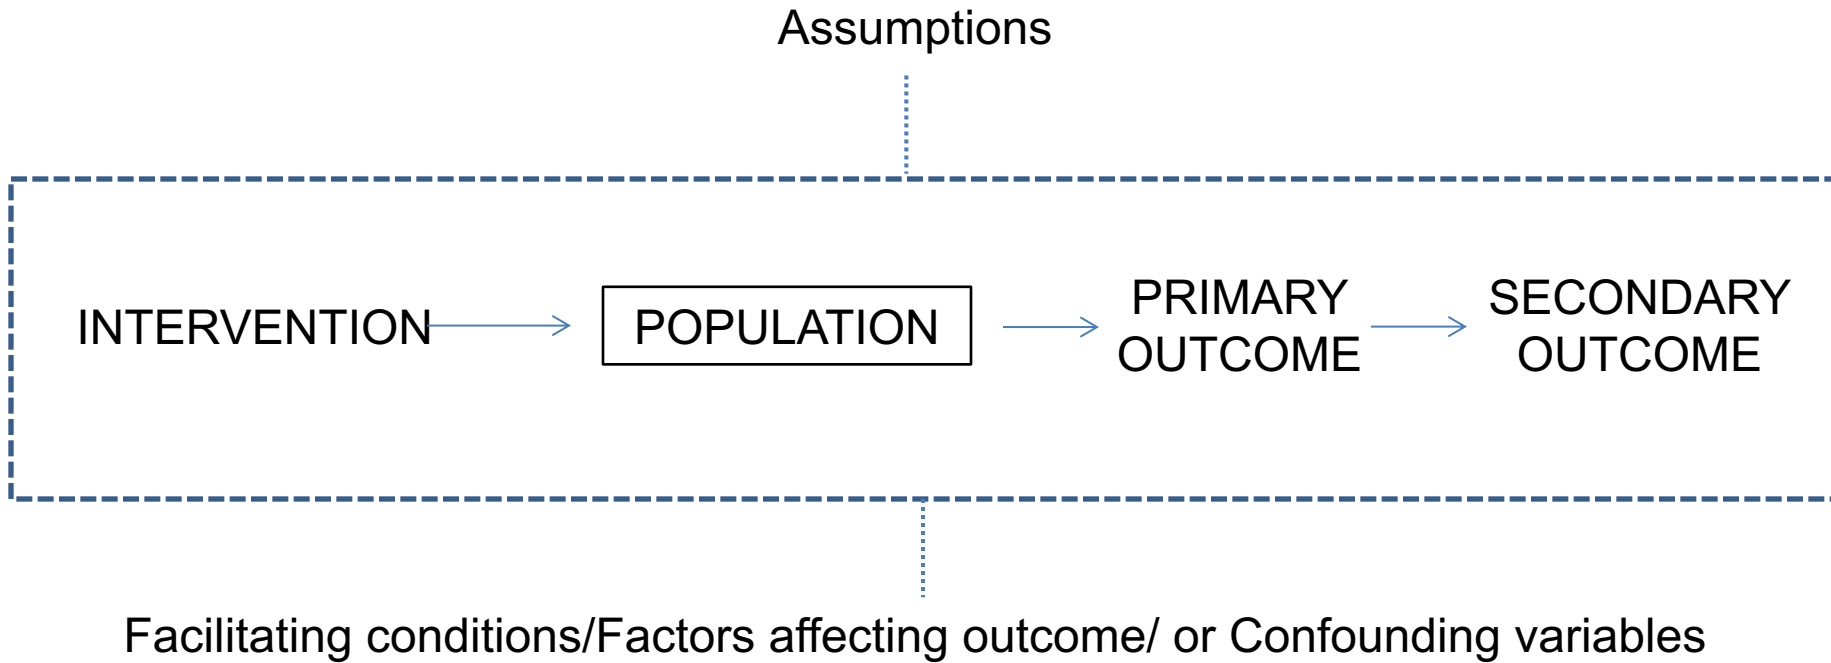 Assumptions
INTERVENTION
POPULATION
PRIMARY
OUTCOME
SECONDARY
OUTCOME
Facilitating conditions/Factors affecting outcome/ or Confounding variables